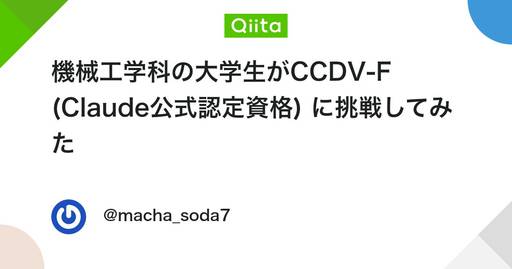 Qiita
機械工学科の大学生がCCDV-F
(Claude公式認定資格) に挑戦してみ
た
@macha_soda7